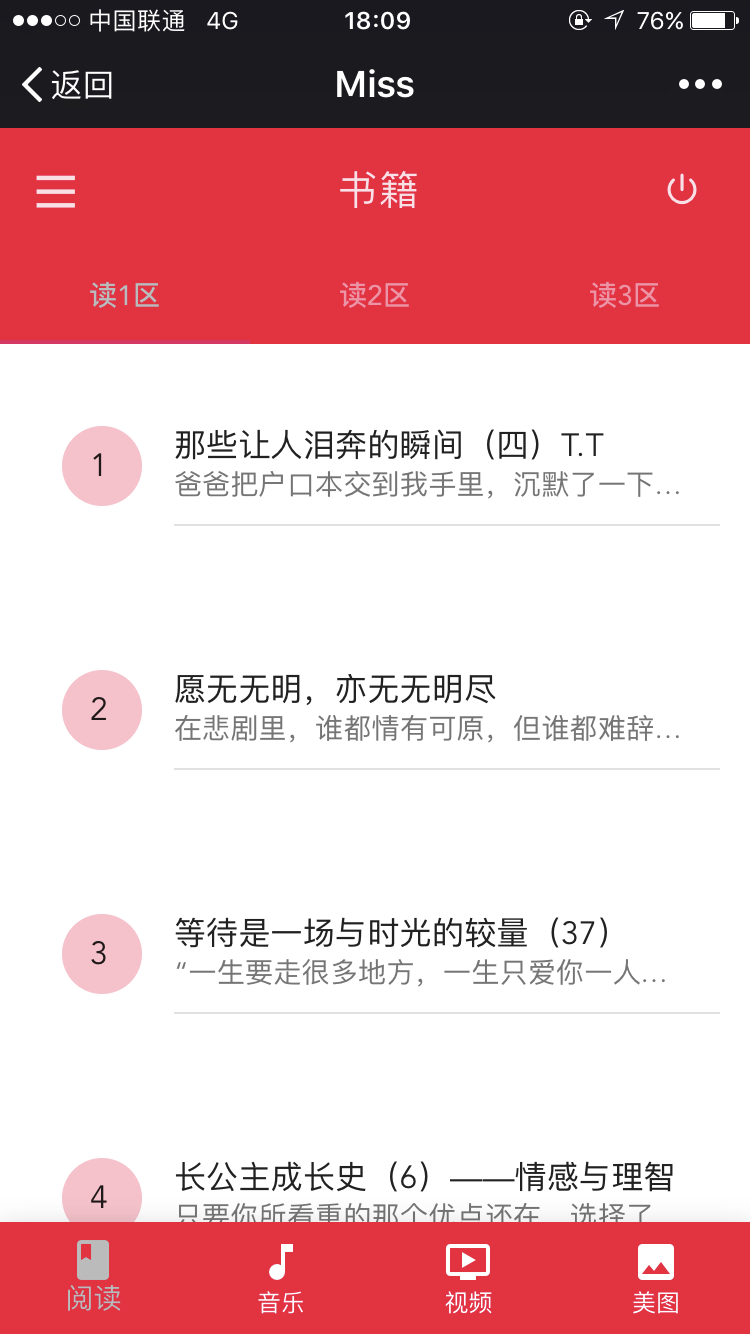 中国联通 4G 18:09 76%
返回 Miss
书籍
读1区 读2区 读3区
1
那些让人泪奔的瞬间（四）T.T
爸爸把户口本交到我手里，沉默了一下…
2
愿无无明，亦无无明尽
在悲剧里，谁都情有可原，但谁都难辞…
3
等待是一场与时光的较量（37）
“一生要走很多地方，一生只爱你一人…
4
长公主成长史（6）——情感与理智
只要你所看重的那个优点还在，选择了
阅读 音乐 视频 美图